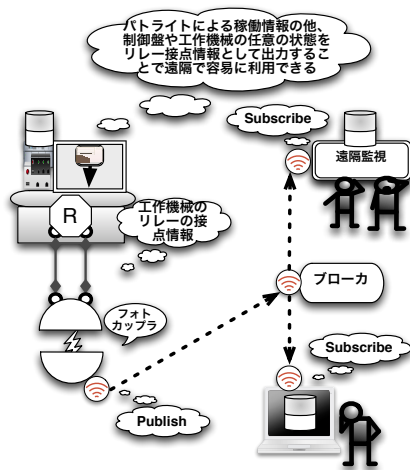 パトライトによる稼働情報の他、
制御盤や工作機械の任意の状態を
リレー接点情報として出力するこ
とで遠隔で容易に利用できる
Subscribe
遠隔監視
R
工作機械の
リレーの接
点情報
ブローカ
フォト
カップラ
Subscribe
Publish